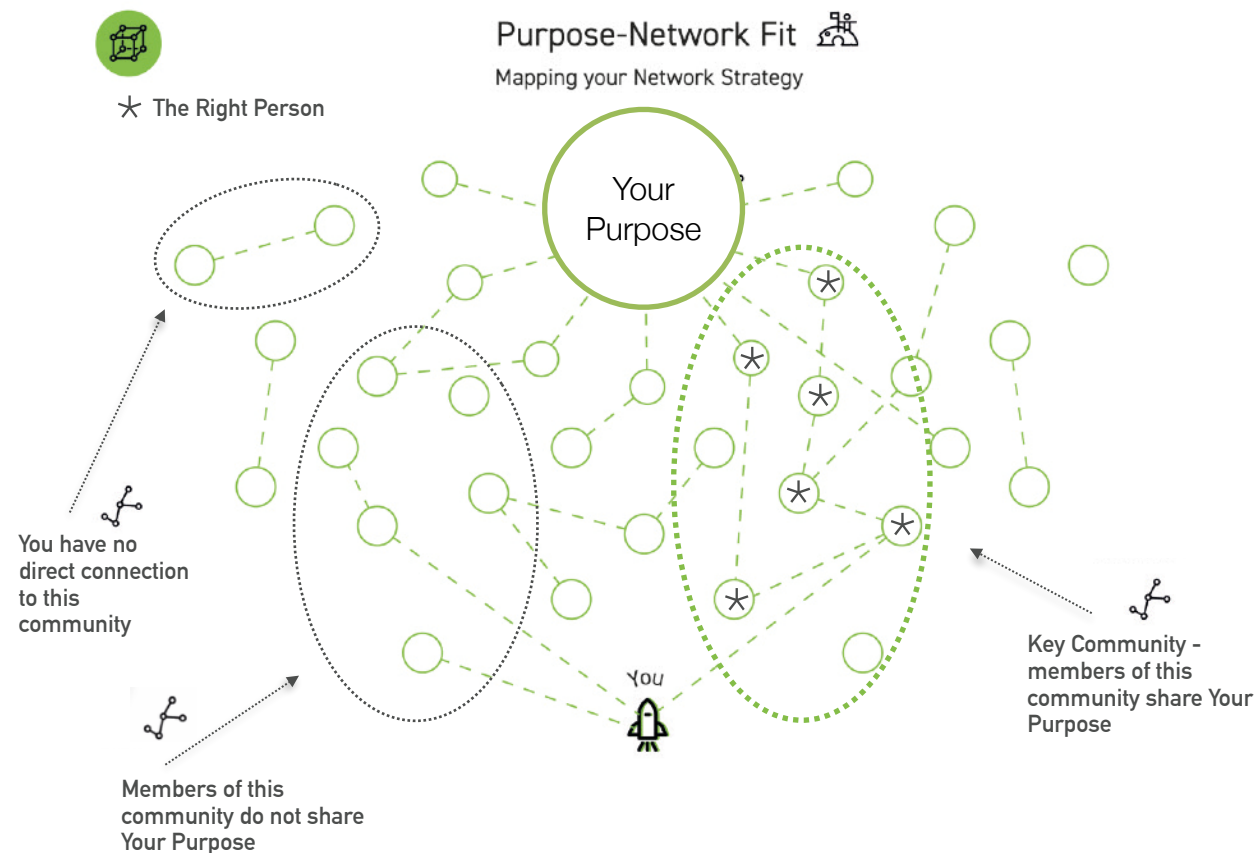 Purpose-Network Fit
Mapping your Network Strategy
The Right Person
Your
Purpose
You have no
direct connection
to this
community
Members of this
community do not share
Your Purpose
You
Key Community -
members of this
community share Your
Purpose